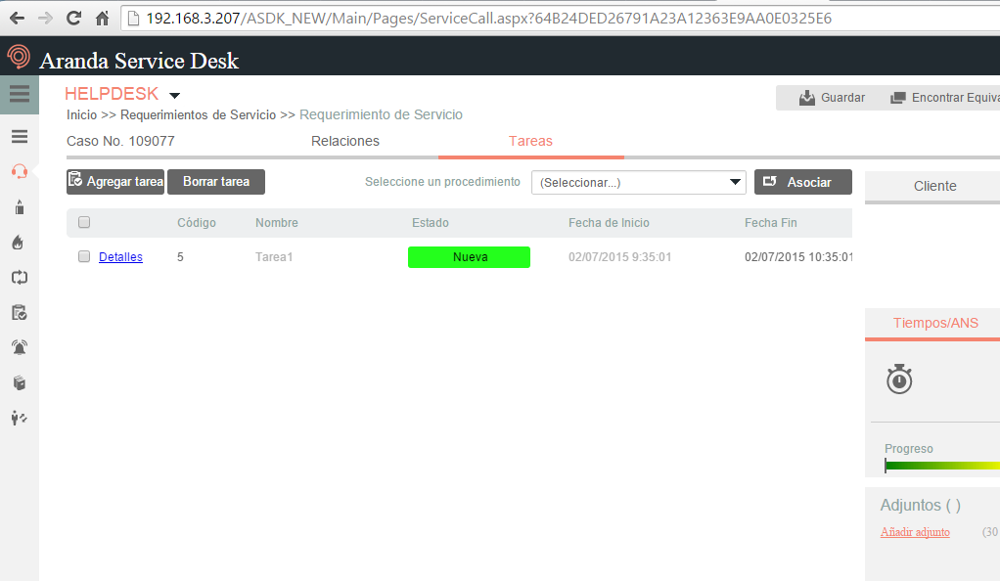 192.168.3.207/ASDK_NEW/Main/Pages/ServiceCall.aspx?64B24DED26791A23A12363E9AA0E0325E6
Aranda Service Desk
HELPDESK
Guardar Encontrar Equiva
Inicio >> Requerimientos de Servicio >> Requerimiento de Servicio
Caso No. 109077 Relaciones Tareas
Agregar tarea Borrar tarea Seleccione un procedimiento (Seleccionar...) Asociar
Cliente
Código Nombre Estado Fecha de Inicio Fecha Fin
Detalles 5 Tarea1 Nueva 02/07/2015 9:35:01 02/07/2015 10:35:01
Tiempos/ANS
Progreso
Adjuntos ( )
Añadir adjunto (30